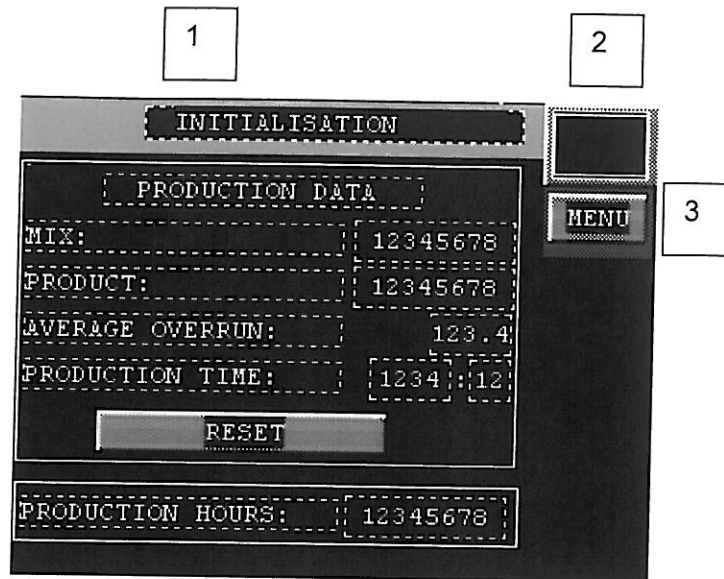 1
2
INITIALISATION
PRODUCTION DATA
MENU
3
MIX: 12345678
PRODUCT: 12345678
AVERAGE OVERRUN: 123.4
PRODUCTION TIME: 1234:12
RESET
PRODUCTION HOURS: 12345678